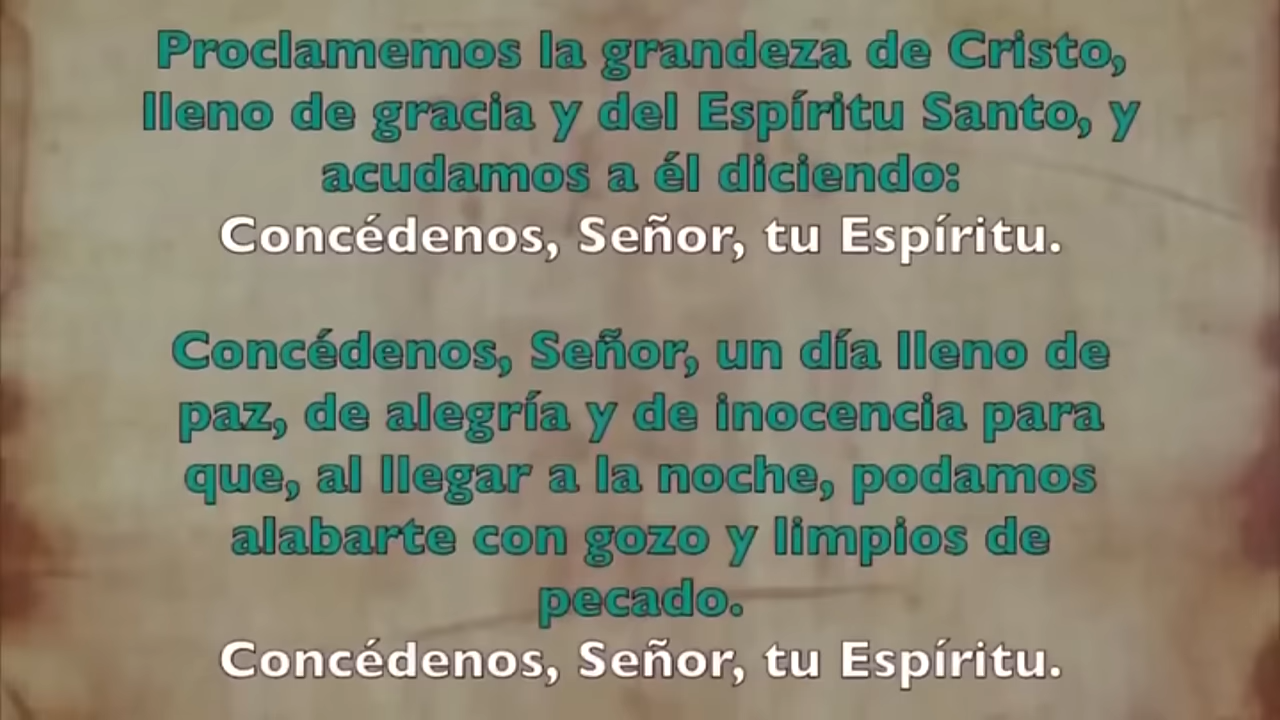 Proclamemos la grandeza de Cristo,
lleno de gracia y del Espíritu Santo, y
acudamos a él diciendo:
Concédenos, Señor, tu Espíritu.
Concédenos, Señor, un día lleno de
paz, de alegría y de inocencia para
que, al llegar a la noche, podamos
alabarte con gozo y limpios de
pecado.
Concédenos, Señor, tu Espíritu.